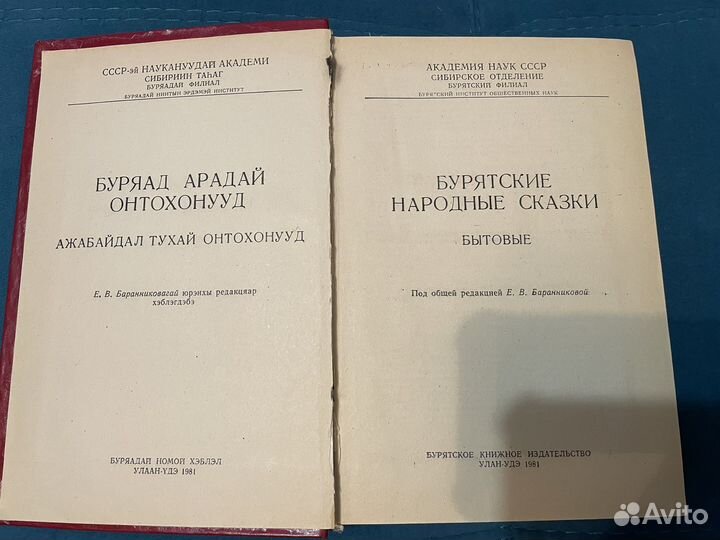 СССР-эй НАУКАНУУДАЙ АКАДЕМИ
СИБИРИИН ТАҺАГ
БУРЯАДАЙ ФИЛИАЛ
БУРЯАДАЙ НИИТЫН ЭРДЭМЭЙ ИНСТИТУТ
БУРЯАД АРАДАЙ
ОНТОХОНУУД
АЖАБАЙДАЛ ТУХАЙ ОНТОХОНУУД
Е. В. Баранниковагай юрэнхы редакцяар
хэблэгдэбэ
БУРЯАДАЙ НОМОЙ ХЭБЛЭЛ
УЛААН-ҮДЭ 1981
АКАДЕМИЯ НАУК СССР
СИБИРСКОЕ ОТДЕЛЕНИЕ
БУРЯТСКИЙ ФИЛИАЛ
БУРЯТСКИЙ ИНСТИТУТ ОБЩЕСТВЕННЫХ НАУК
БУРЯТСКИЕ
НАРОДНЫЕ СКАЗКИ
БЫТОВЫЕ
Под общей редакцией Е. В. Баранниковой
БУРЯТСКОЕ КНИЖНОЕ ИЗДАТЕЛЬСТВО
УЛАН-УДЭ 1981
Avito